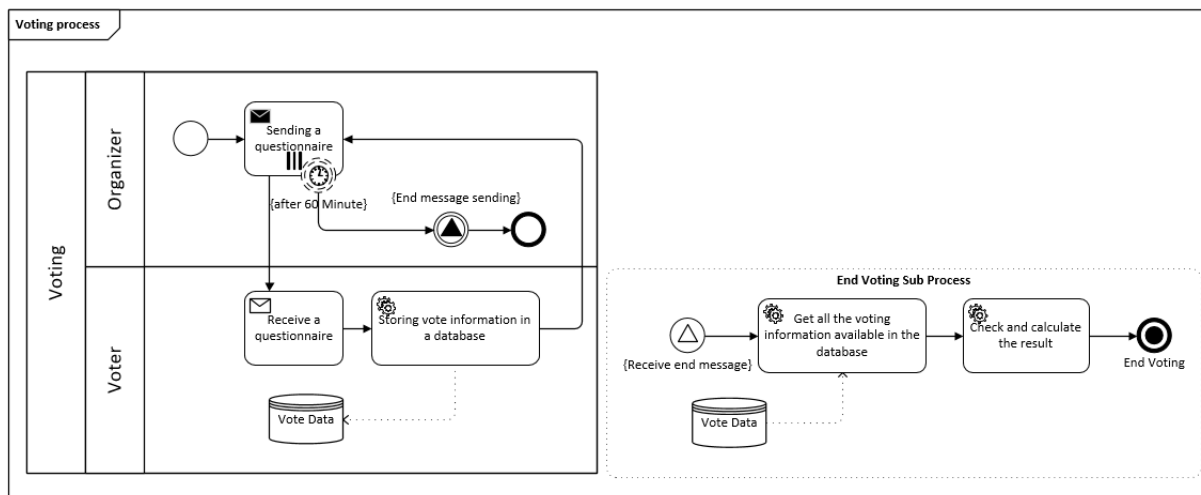 Voting process
Voting
Organizer
Sending a
questionnaire
{after 60 Minute}
{End message sending}
Voter
Receive a
questionnaire
Storing vote information in
a database
Vote Data
End Voting Sub Process
{Receive end message}
Get all the voting
information available in the
database
Check and calculate
the result
End Voting
Vote Data